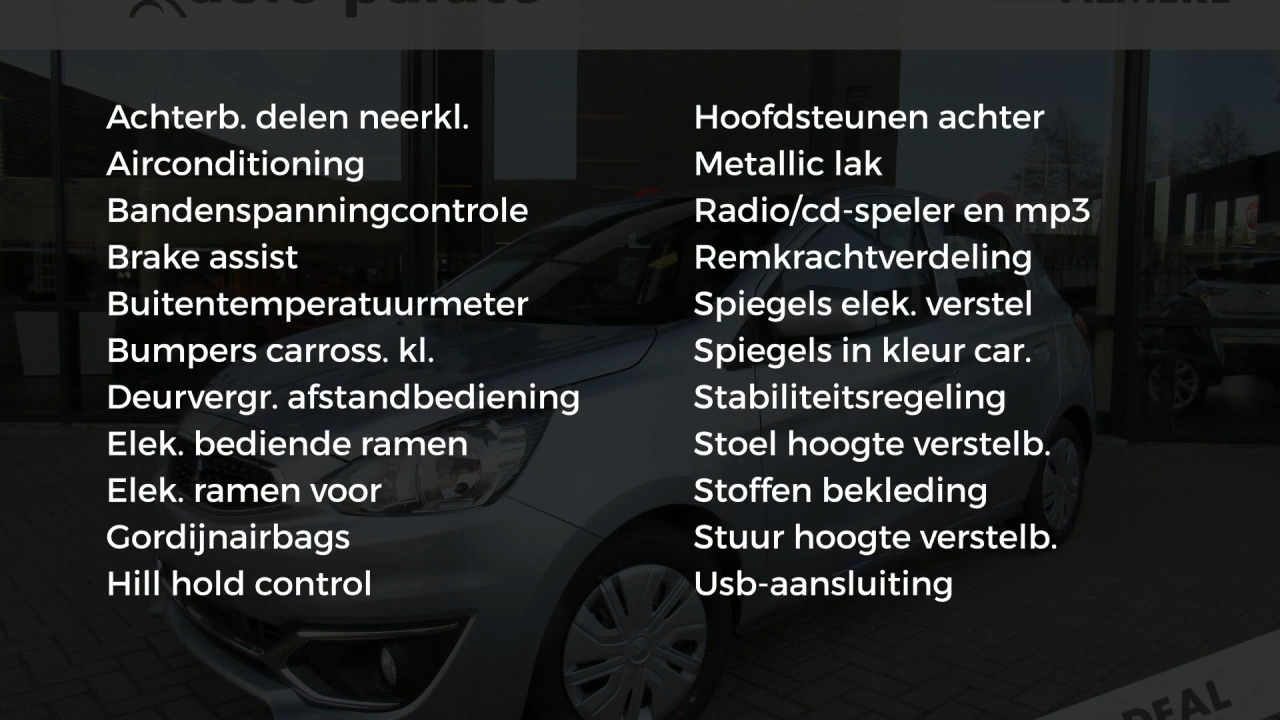 Achterb. delen neerkl.
Airconditioning
Bandenspanningcontrole
Brake assist
Buitentemperatuurmeter
Bumpers carross. kl.
Deurvergr. afstandbediening
Elek. bediende ramen
Elek. ramen voor
Gordijnairbags
Hill hold control
Hoofdsteunen achter
Metallic lak
Radio/cd-speler en mp3
Remkrachtverdeling
Spiegels elek. verstel
Spiegels in kleur car.
Stabiliteitsregeling
Stoel hoogte verstelb.
Stoffen bekleding
Stuur hoogte verstelb.
Usb-aansluiting
DEAL